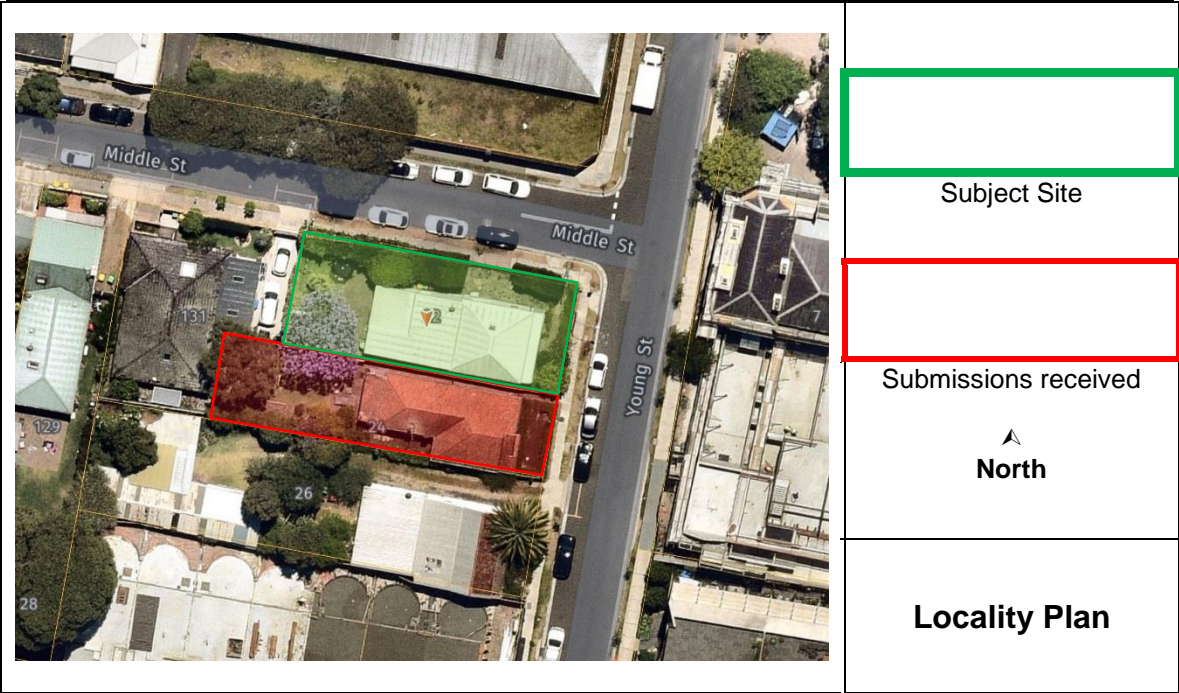 Middle St
Middle St
131
7
Young St
129
24
26
28
Subject Site
Submissions received
North
Locality Plan